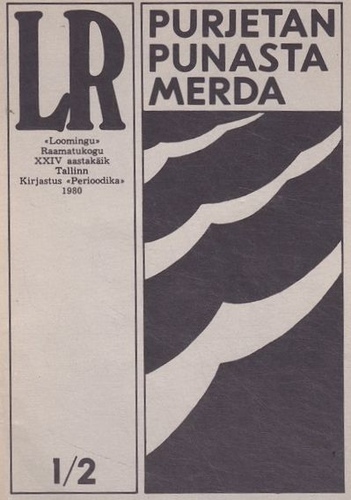 LR
«Loomingu»
Raamatukogu
XXIV aastakäik
Tallinn
Kirjastus «Perioodika»
1980
1/2
PURJETAN
PUNASTA
MERDA